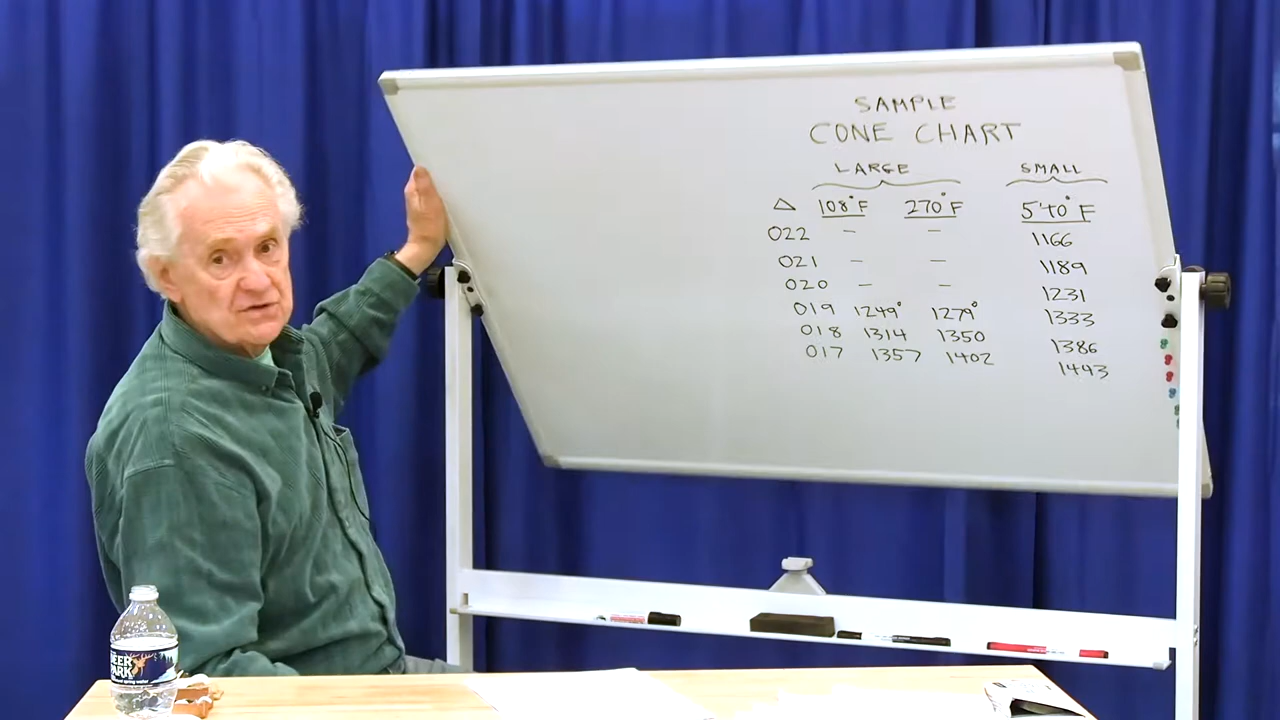 SAMPLE
CONE CHART
LARGE SMALL
△ 108°F 270°F 540°F
022 – – 1166
021 – – 1189
020 – – 1231
019 1249° 1279° 1333
018 1314 1350 1386
017 1357 1402 1443
DEER
PARK